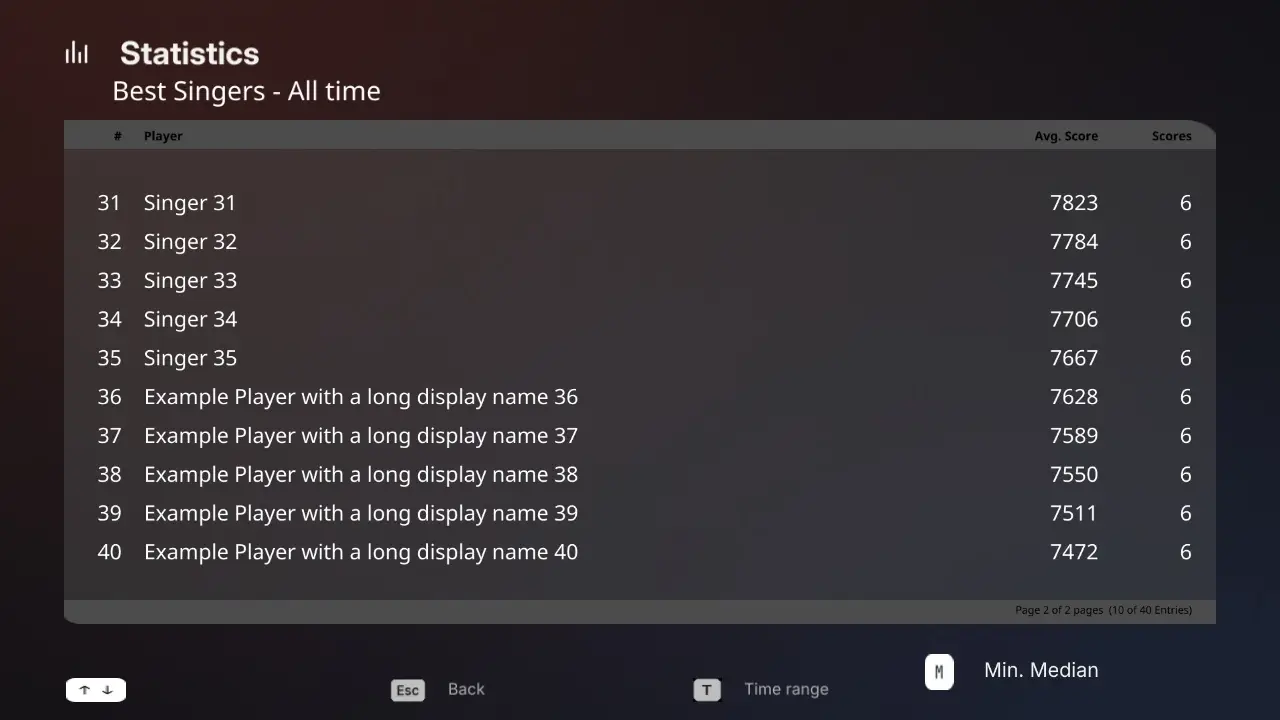 Statistics
Best Singers - All time
# Player Avg. Score Scores
31 Singer 31 7823 6
32 Singer 32 7784 6
33 Singer 33 7745 6
34 Singer 34 7706 6
35 Singer 35 7667 6
36 Example Player with a long display name 36 7628 6
37 Example Player with a long display name 37 7589 6
38 Example Player with a long display name 38 7550 6
39 Example Player with a long display name 39 7511 6
40 Example Player with a long display name 40 7472 6
Page 2 of 2 pages (10 of 40 Entries)
↑ ↓ Esc Back T Time range M Min. Median